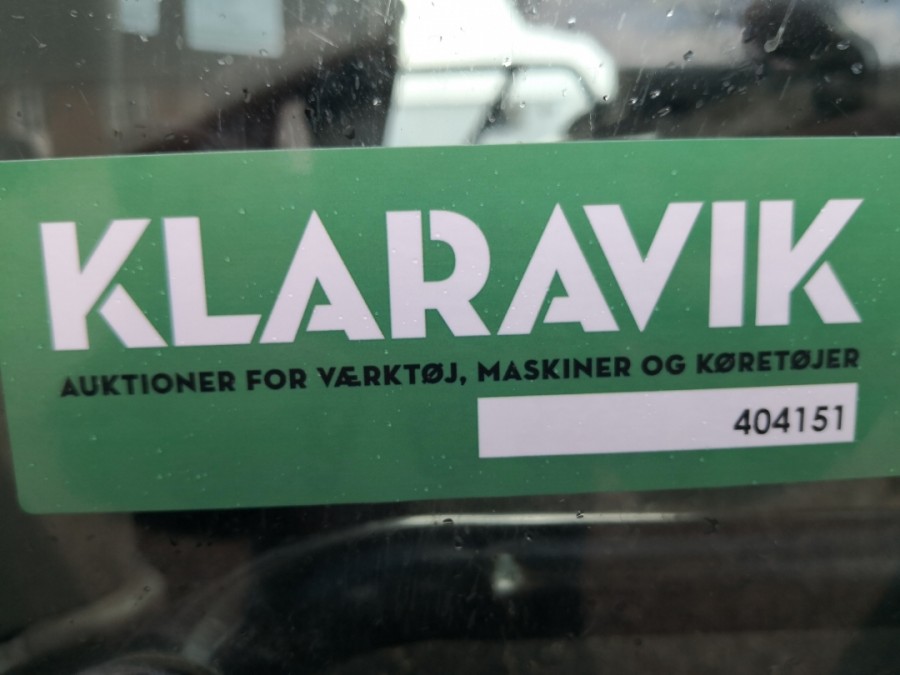 KLARAVIK
AUKTIONER FOR VÆRKTØJ, MASKINER OG KØRETØJER
404151